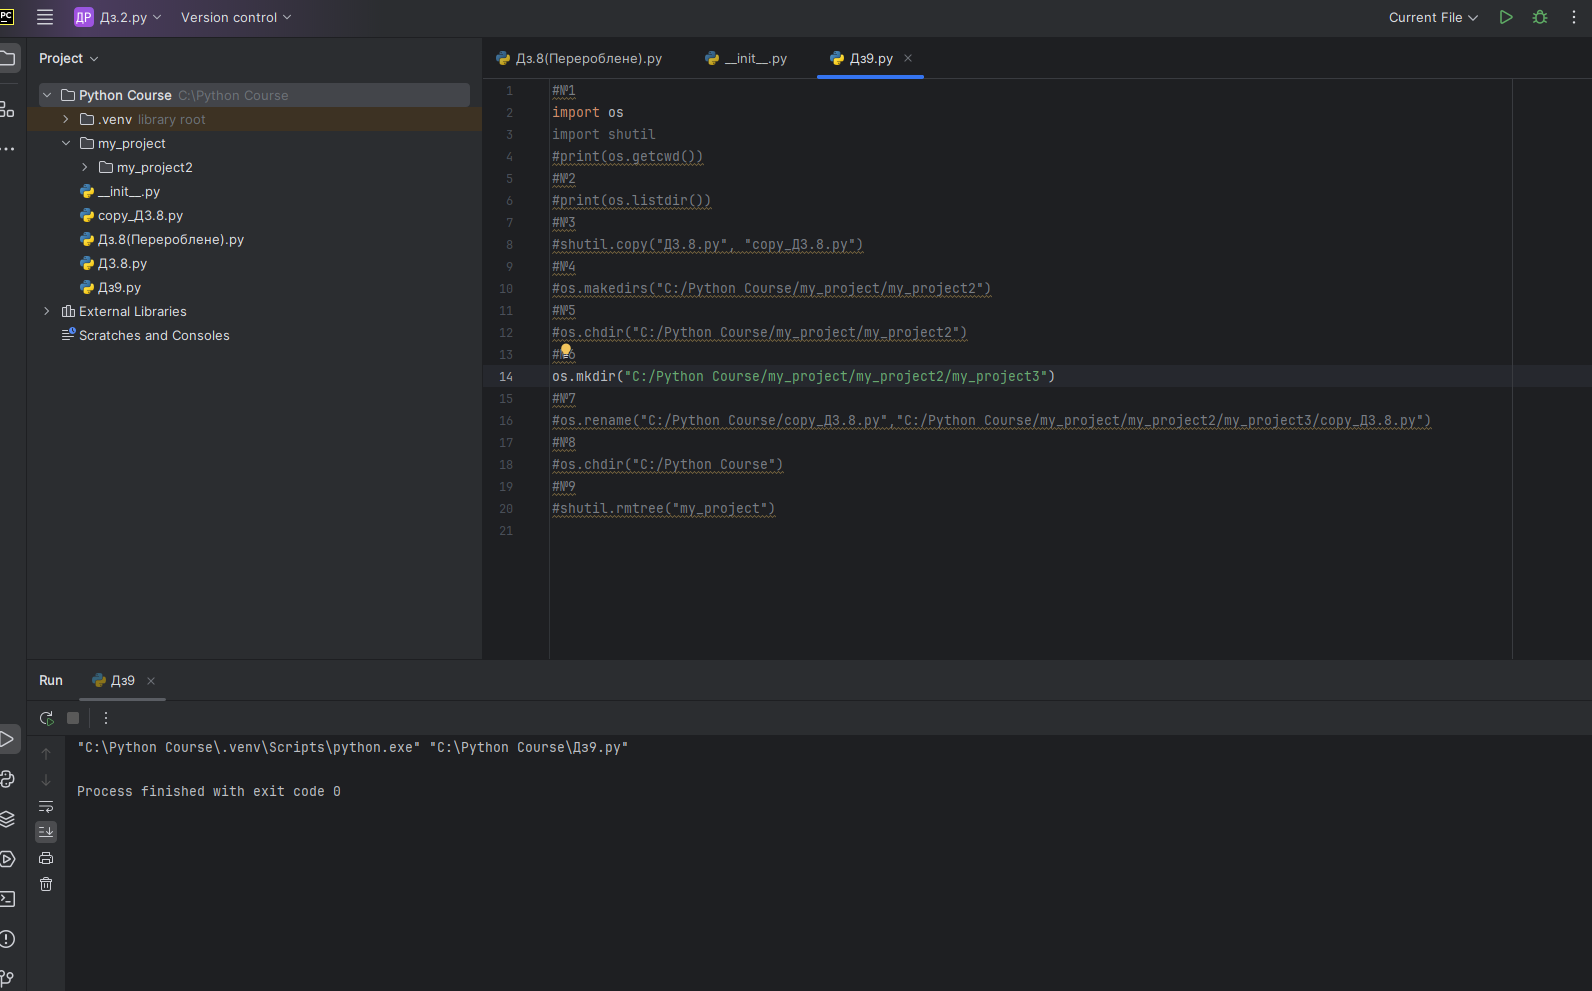 PC
ДР Дз.2.py Version control Current File
Project
Python Course C:\Python Course
.venv library root
my_project
my_project2
__init__.py
copy_ДЗ.8.py
Дз.8(Перероблене).py
ДЗ.8.py
Дз9.py
External Libraries
Scratches and Consoles
Дз.8(Перероблене).py __init__.py Дз9.py
1 #№1
2 import os
3 import shutil
4 #print(os.getcwd())
5 #№2
6 #print(os.listdir())
7 #№3
8 #shutil.copy("ДЗ.8.py", "copy_ДЗ.8.py")
9 #№4
10 #os.makedirs("C:/Python Course/my_project/my_project2")
11 #№5
12 #os.chdir("C:/Python Course/my_project/my_project2")
13 #№6
14 os.mkdir("C:/Python Course/my_project/my_project2/my_project3")
15 #№7
16 #os.rename("C:/Python Course/copy_ДЗ.8.py","C:/Python Course/my_project/my_project2/my_project3/copy_ДЗ.8.py")
17 #№8
18 #os.chdir("C:/Python Course")
19 #№9
20 #shutil.rmtree("my_project")
21
Run Дз9
"C:\Python Course\.venv\Scripts\python.exe" "C:\Python Course\Дз9.py"
Process finished with exit code 0